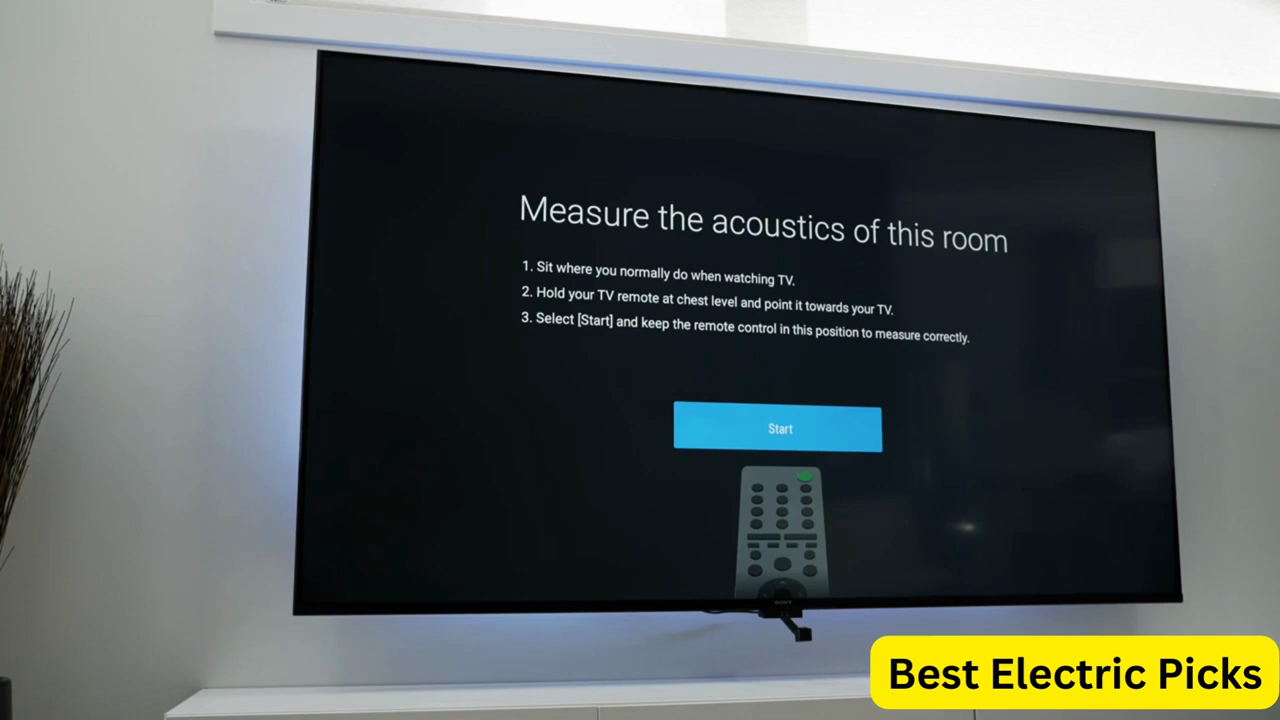 Measure the acoustics of this room
1. Sit where you normally do when watching TV.
2. Hold your TV remote at chest level and point it towards your TV.
3. Select [Start] and keep the remote control in this position to measure correctly.
Start
SONY
Best Electric Picks